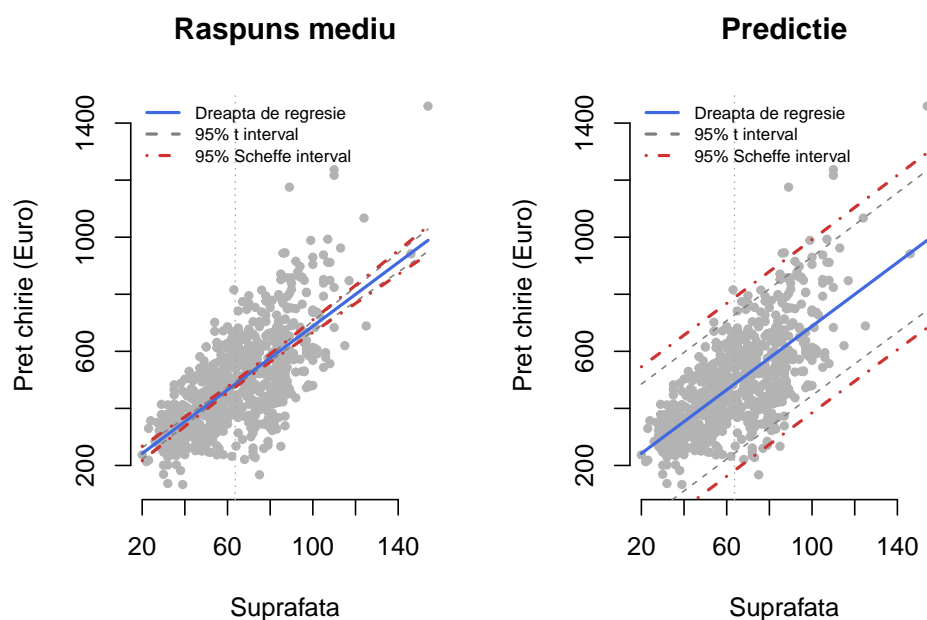 Raspuns mediu
Dreapta de regresie
95% t interval
95% Scheffe interval
Pret chirie (Euro)
1400
1000
600
200
20
60
100
140
Suprafata
Predictie
Dreapta de regresie
95% t interval
95% Scheffe interval
Pret chirie (Euro)
1400
1000
600
200
20
60
100
140
Suprafata